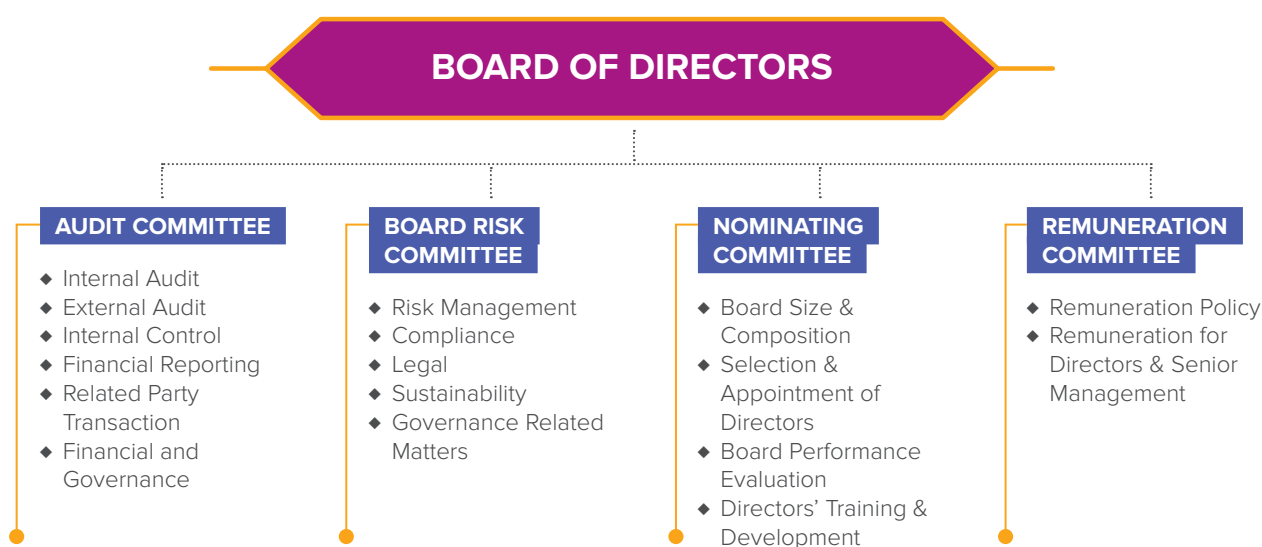 BOARD OF DIRECTORS
AUDIT COMMITTEE
◆ Internal Audit
◆ External Audit
◆ Internal Control
◆ Financial Reporting
◆ Related Party
Transaction
◆ Financial and
Governance
BOARD RISK
COMMITTEE
◆ Risk Management
◆ Compliance
◆ Legal
◆ Sustainability
◆ Governance Related
Matters
NOMINATING
COMMITTEE
◆ Board Size &
Composition
◆ Selection &
Appointment of
Directors
◆ Board Performance
Evaluation
◆ Directors’ Training &
Development
REMUNERATION
COMMITTEE
◆ Remuneration Policy
◆ Remuneration for
Directors & Senior
Management